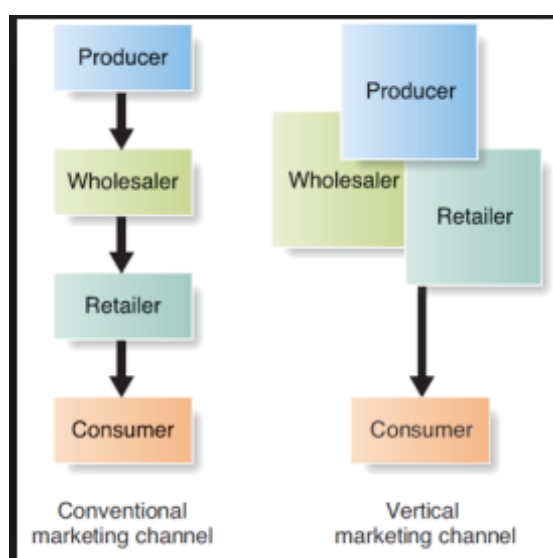 Producer
Wholesaler
Retailer
Consumer
Conventional
marketing channel
Producer
Wholesaler
Retailer
Consumer
Vertical
marketing channel